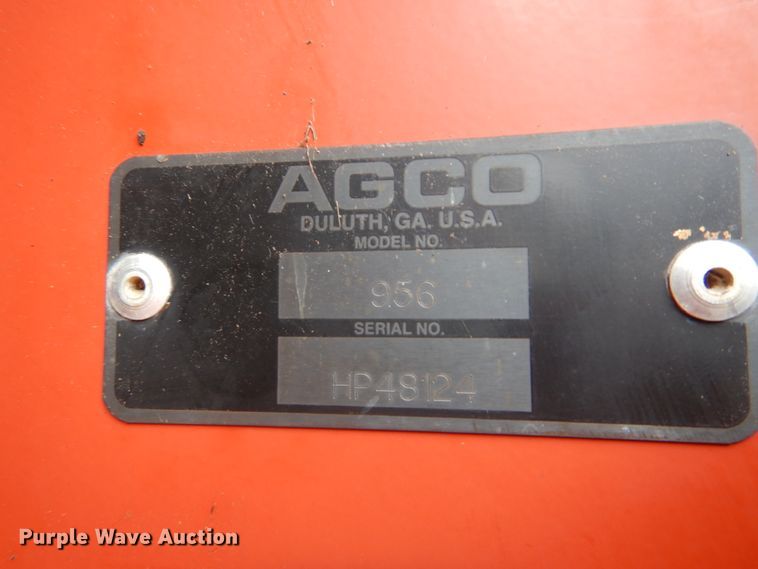 AGCO
DULUTH, GA. U.S.A.
MODEL NO.
956
SERIAL NO.
HP48124
Purple Wave Auction